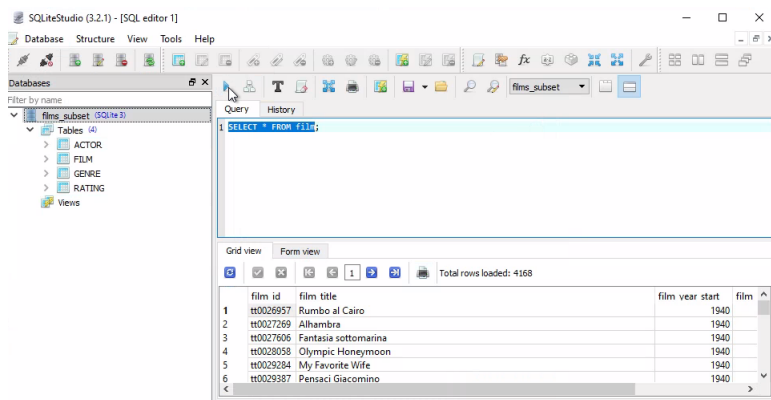 SQLiteStudio (3.2.1) - [SQL editor 1]
Database Structure View Tools Help
films_subset
Databases
Filter by name
films_subset (SQLite 3)
Tables (4)
ACTOR
FILM
GENRE
RATING
Views
Query History
1 SELECT * FROM film;
Grid view Form view
1 Total rows loaded: 4168
film id film title film year start film
1 tt0026957 Rumbo al Cairo 1940
2 tt0027269 Alhambra 1940
3 tt0027606 Fantasia sottomarina 1940
4 tt0028058 Olympic Honeymoon 1940
5 tt0029284 My Favorite Wife 1940
6 tt0029387 Pensaci Giacomino 1940